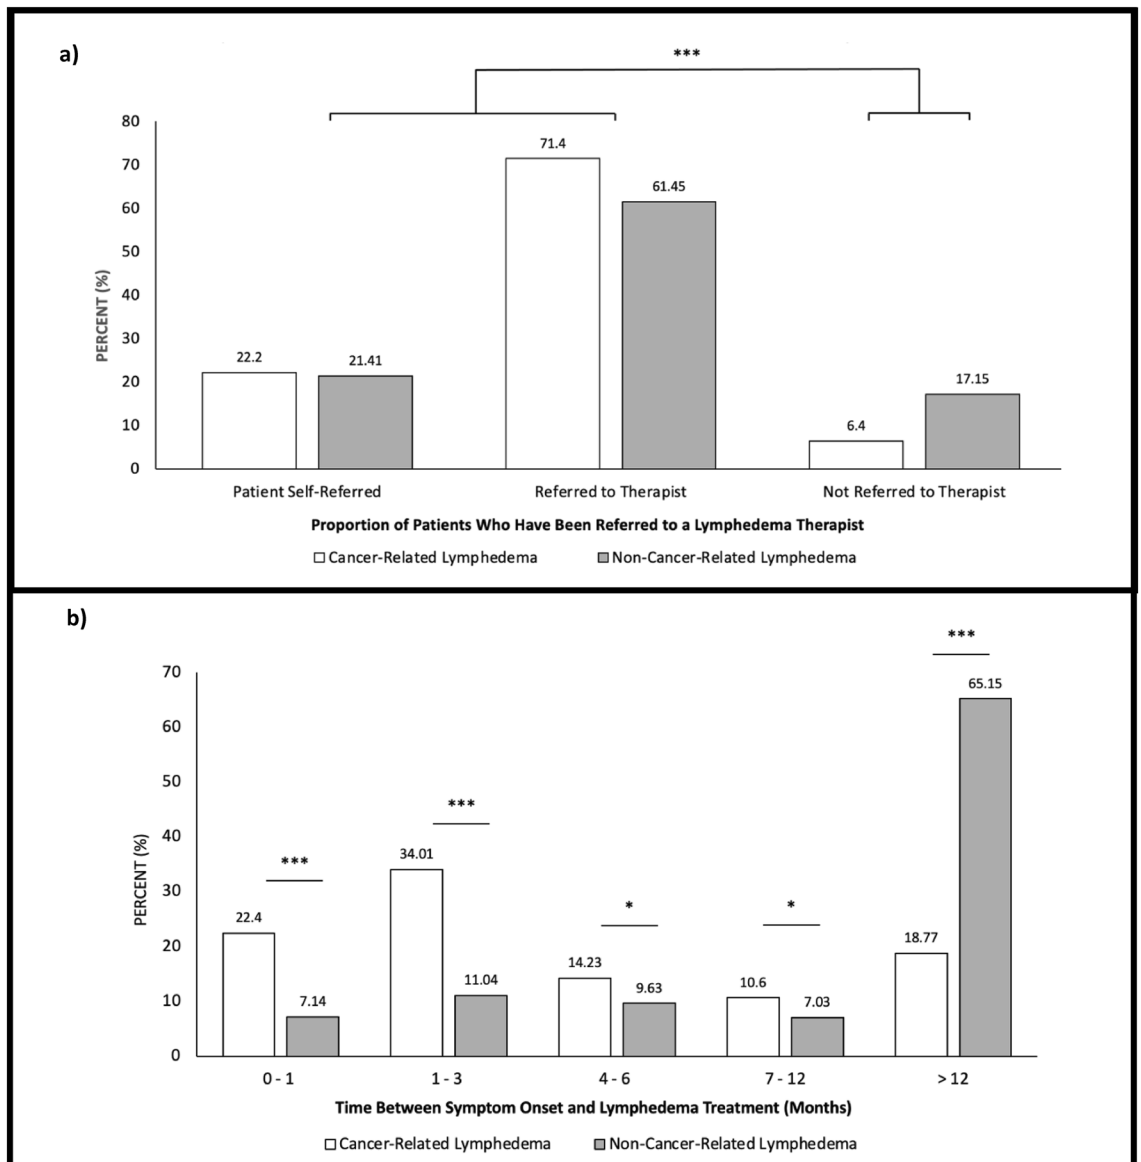 a)
***
80
70
60
50
40
30
20
10
0
PERCENT (%)
22.2
21.41
71.4
61.45
6.4
17.15
Patient Self-Referred
Referred to Therapist
Not Referred to Therapist
Proportion of Patients Who Have Been Referred to a Lymphedema Therapist
Cancer-Related Lymphedema
Non-Cancer-Related Lymphedema
b)
70
60
50
40
30
20
10
0
PERCENT (%)
***
22.4
7.14
***
34.01
11.04
*
14.23
9.63
*
10.6
7.03
***
18.77
65.15
0 - 1
1 - 3
4 - 6
7 - 12
> 12
Time Between Symptom Onset and Lymphedema Treatment (Months)
Cancer-Related Lymphedema
Non-Cancer-Related Lymphedema